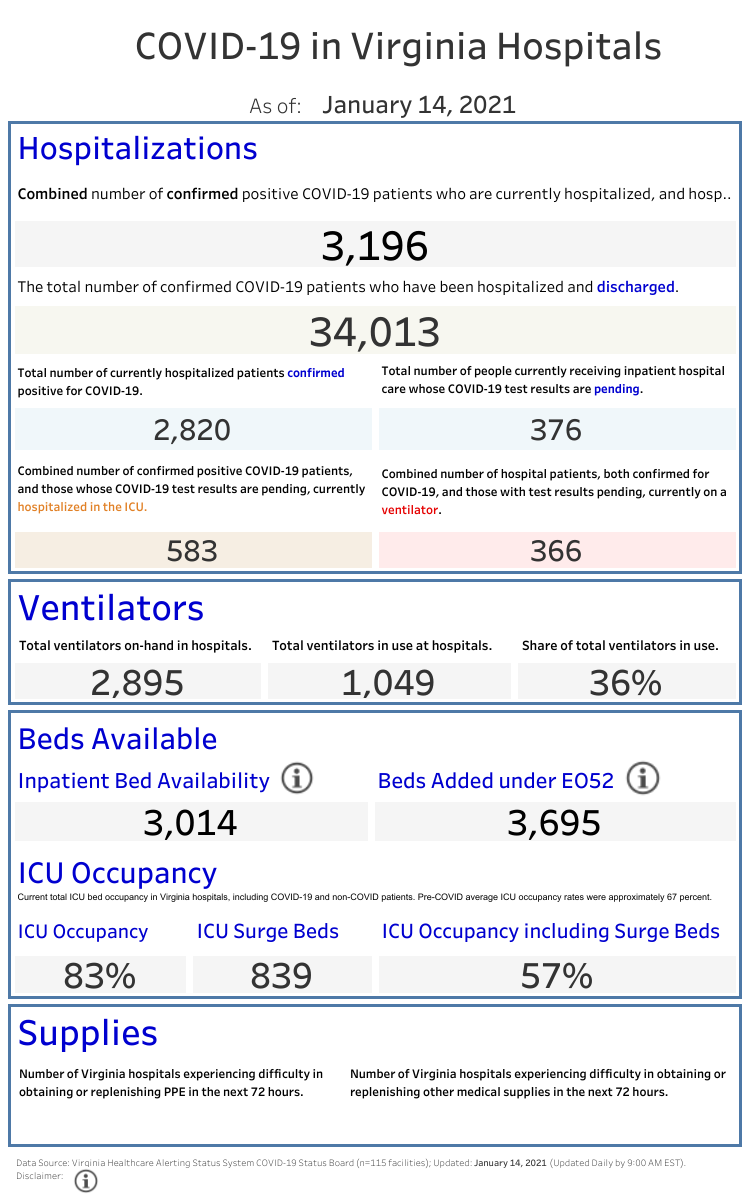 COVID-19 in Virginia Hospitals
As of: January 14, 2021
Hospitalizations
Combined number of confirmed positive COVID-19 patients who are currently hospitalized, and hosp..
3,196
The total number of confirmed COVID-19 patients who have been hospitalized and discharged.
34,013
Total number of currently hospitalized patients confirmed
positive for COVID-19.
2,820
Total number of people currently receiving inpatient hospital
care whose COVID-19 test results are pending.
376
Combined number of confirmed positive COVID-19 patients,
and those whose COVID-19 test results are pending, currently
hospitalized in the ICU.
583
Combined number of hospital patients, both confirmed for
COVID-19, and those with test results pending, currently on a
ventilator.
366
Ventilators
Total ventilators on-hand in hospitals.
2,895
Total ventilators in use at hospitals.
1,049
Share of total ventilators in use.
36%
Beds Available
Inpatient Bed Availability
3,014
Beds Added under EO52
3,695
ICU Occupancy
Current total ICU bed occupancy in Virginia hospitals, including COVID-19 and non-COVID patients. Pre-COVID average ICU occupancy rates were approximately 67 percent.
ICU Occupancy
83%
ICU Surge Beds
839
ICU Occupancy including Surge Beds
57%
Supplies
Number of Virginia hospitals experiencing difficulty in
obtaining or replenishing PPE in the next 72 hours.
Number of Virginia hospitals experiencing difficulty in obtaining or
replenishing other medical supplies in the next 72 hours.
Data Source: Virginia Healthcare Alerting Status System COVID-19 Status Board (n=115 facilities); Updated: January 14, 2021 (Updated Daily by 9:00 AM EST).
Disclaimer: